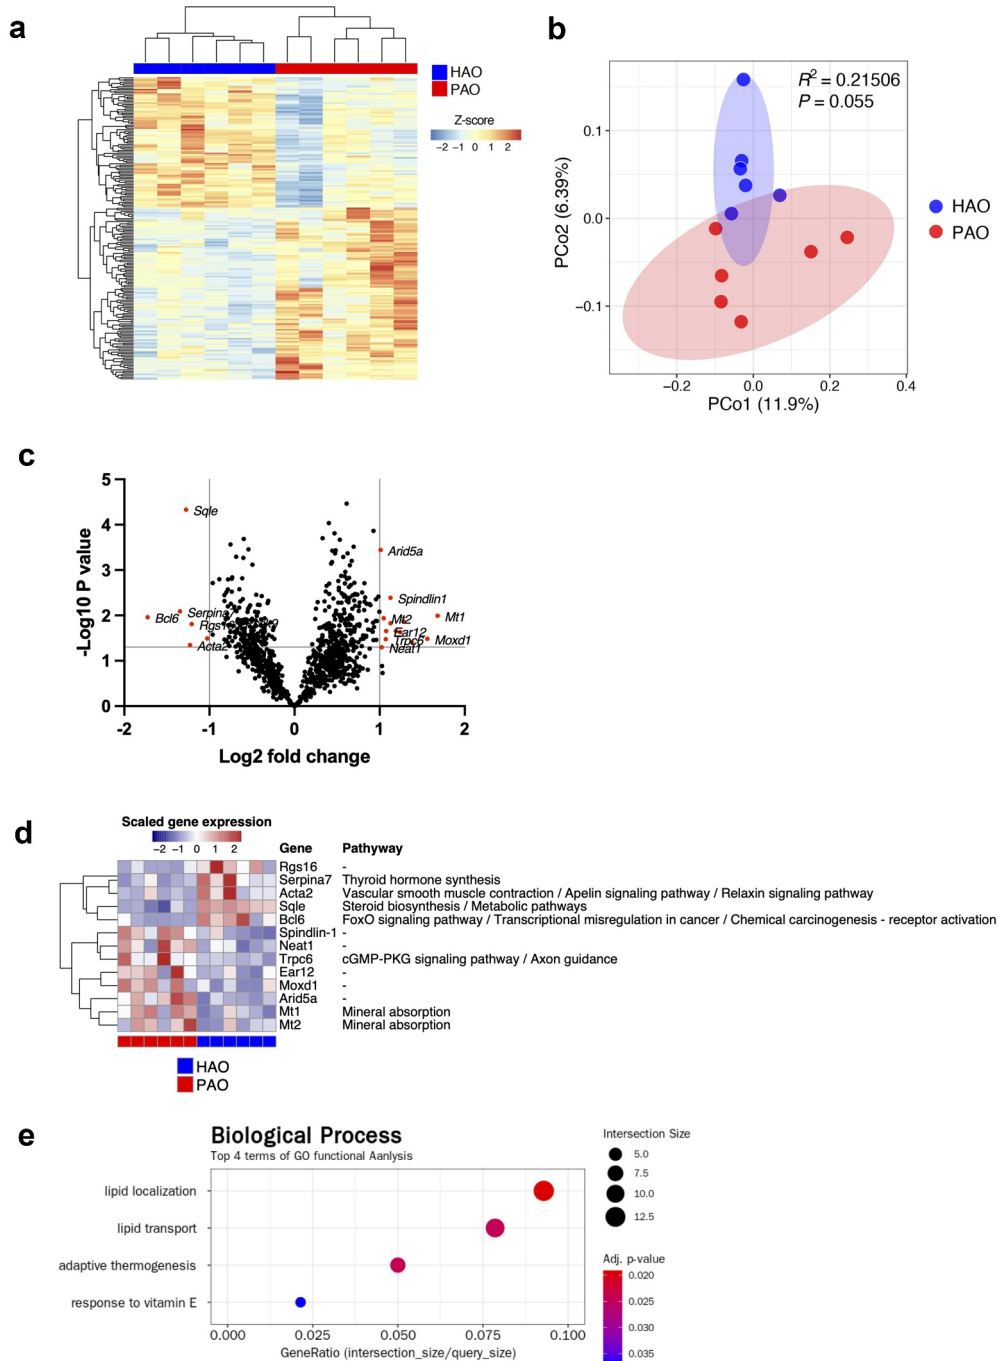 a
HAO
PAO
Z-score
−2 −1 0 1 2
b
R² = 0.21506
P = 0.055
0.1
0.0
−0.1
PCo2 (6.39%)
−0.2 0.0 0.2 0.4
PCo1 (11.9%)
HAO
PAO
c
5
4
3
2
1
0
-Log10 P value
Sqle
Arid5a
Spindlin1
Bcl6
Serpina7
Mt2
Mt1
Ear12
Trpc6
Moxd1
Acta2
Neat1
-2 -1 0 1 2
Log2 fold change
d
Scaled gene expression
−2 −1 0 1 2
Gene Pathyway
Rgs16 -
Serpina7 Thyroid hormone synthesis
Acta2 Vascular smooth muscle contraction / Apelin signaling pathway / Relaxin signaling pathway
Sqle Steroid biosynthesis / Metabolic pathways
Bcl6 FoxO signaling pathway / Transcriptional misregulation in cancer / Chemical carcinogenesis - receptor activation
Spindlin-1 -
Neat1 -
Trpc6 cGMP-PKG signaling pathway / Axon guidance
Ear12 -
Moxd1 -
Arid5a -
Mt1 Mineral absorption
Mt2 Mineral absorption
HAO
PAO
e
Biological Process
Top 4 terms of GO functional Aanlysis
lipid localization
lipid transport
adaptive thermogenesis
response to vitamin E
0.000 0.025 0.050 0.075 0.100
GeneRatio (intersection_size/query_size)
Intersection Size
5.0
7.5
10.0
12.5
Adj. p-value
0.020
0.025
0.030
0.035